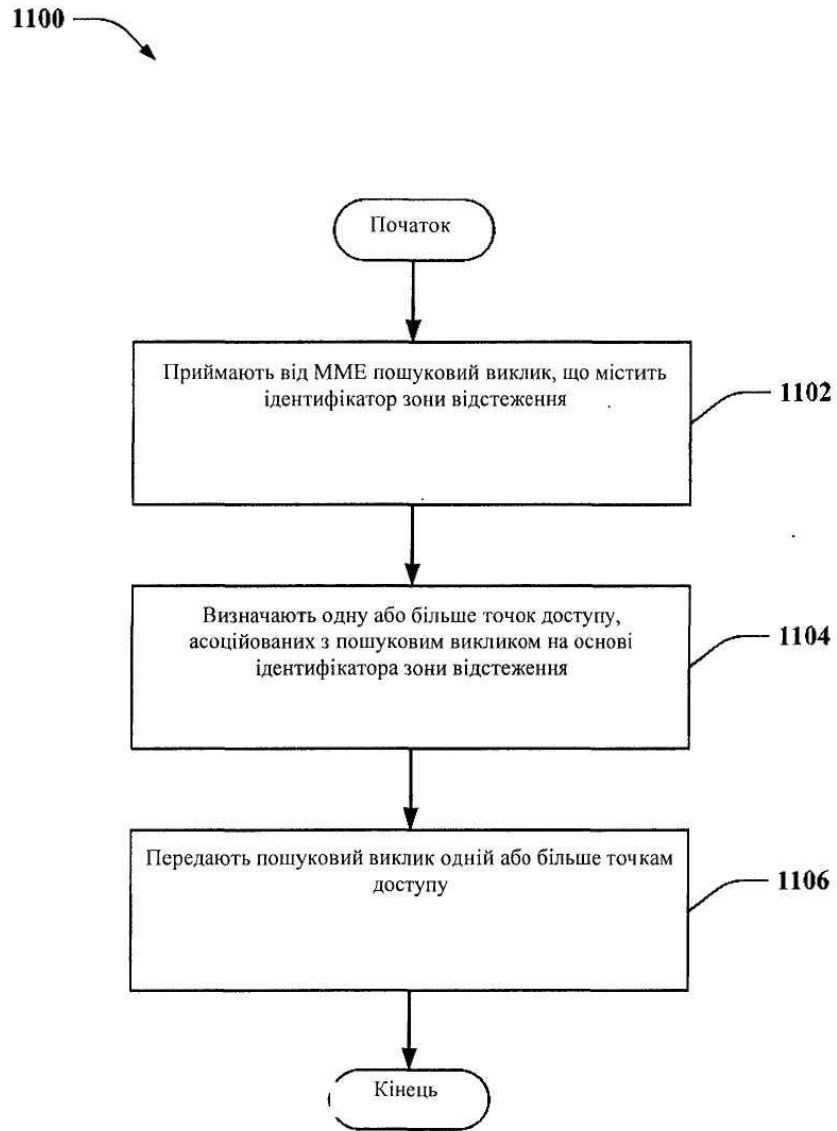 1100
Початок
Приймають від ММЕ пошуковий виклик, що містить
ідентифікатор зони відстеження
1102
Визначають одну або більше точок доступу,
асоційованих з пошуковим викликом на основі
ідентифікатора зони відстеження
1104
Передають пошуковий виклик одній або більше точкам
доступу
1106
Кінець